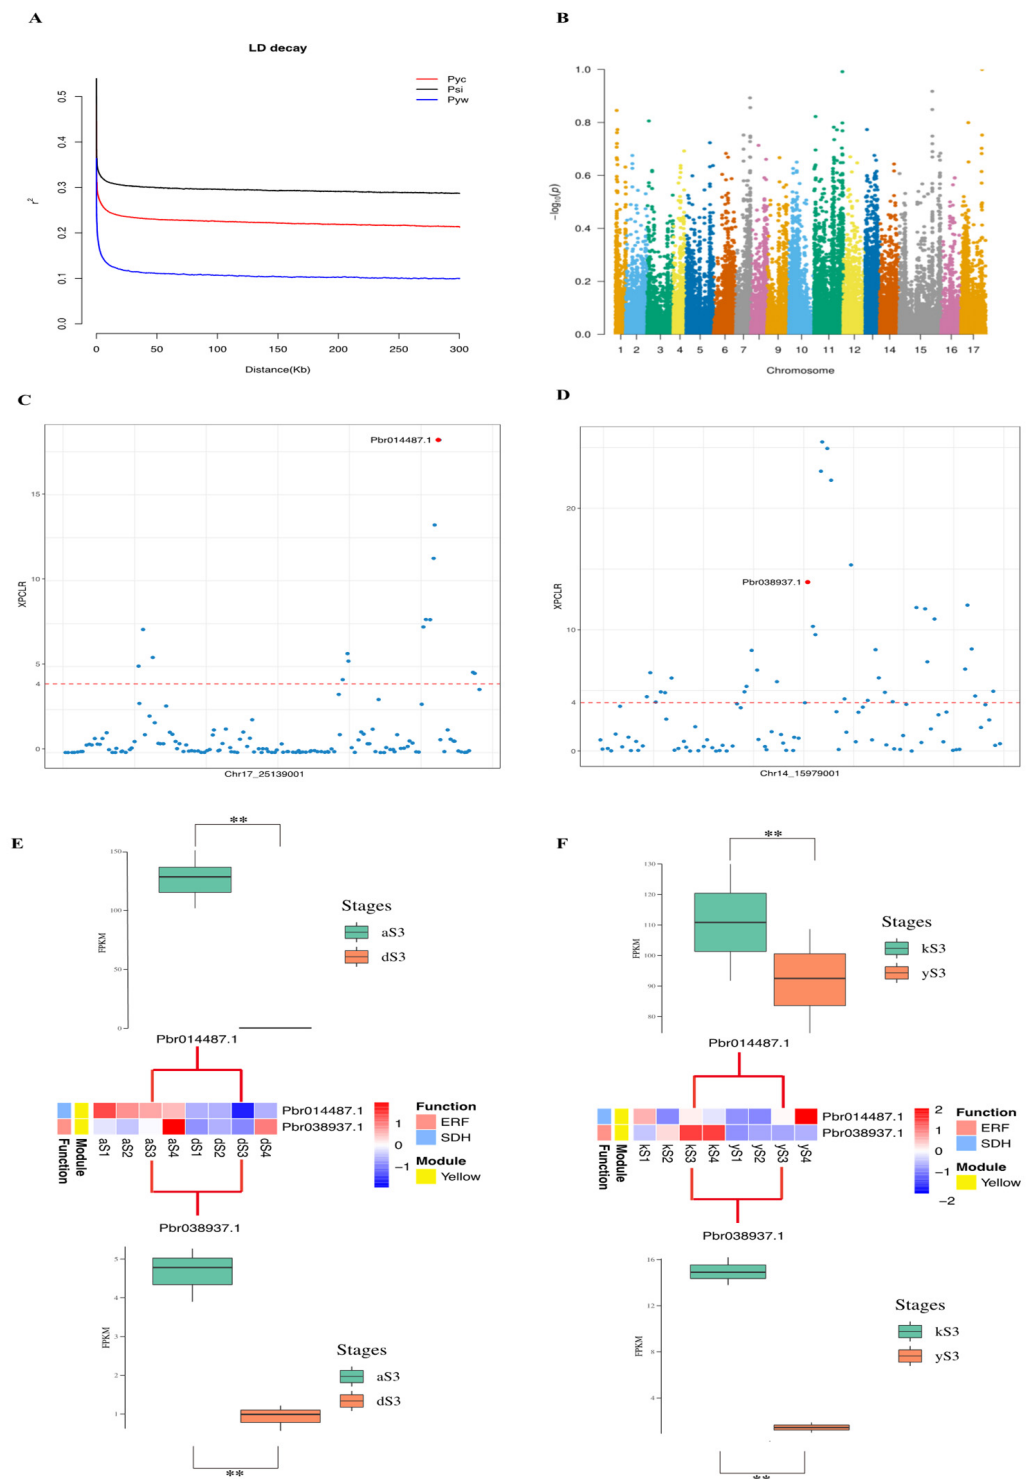 A
LD decay
Pyc
Psi
Pyw
0.5
0.4
0.3
0.2
0.1
0.0
r2
0 50 100 150 200 250 300
Distance(Kb)
B
1.0
0.8
0.6
0.4
0.2
0.0
−log10(p)
1 2 3 4 5 6 7 8 9 10 11 12 14 15 16 17
Chromosome
C
Pbr014487.1
15
10
5
4
0
XPCLR
Chr17_25139001
D
Pbr038937.1
20
10
4
0
XPCLR
Chr14_15979001
E
**
150
100
50
0
FPKM
Stages
aS3
dS3
Pbr014487.1
Pbr014487.1
Pbr038937.1
Function
Module
aS1 aS2 aS3 aS4 dS1 dS2 dS3 dS4
1
0
−1
Function
ERF
SDH
Module
Yellow
Pbr038937.1
5
4
2
1
FPKM
Stages
aS3
dS3
**
F
**
130
120
110
100
90
80
FPKM
Stages
kS3
yS3
Pbr014487.1
Pbr014487.1
Pbr038937.1
Function
Module
kS1 kS2 kS3 kS4 yS1 yS2 yS3 yS4
2
1
0
−1
−2
Function
ERF
SDH
Module
Yellow
Pbr038937.1
16
12
8
4
FPKM
Stages
kS3
yS3
**